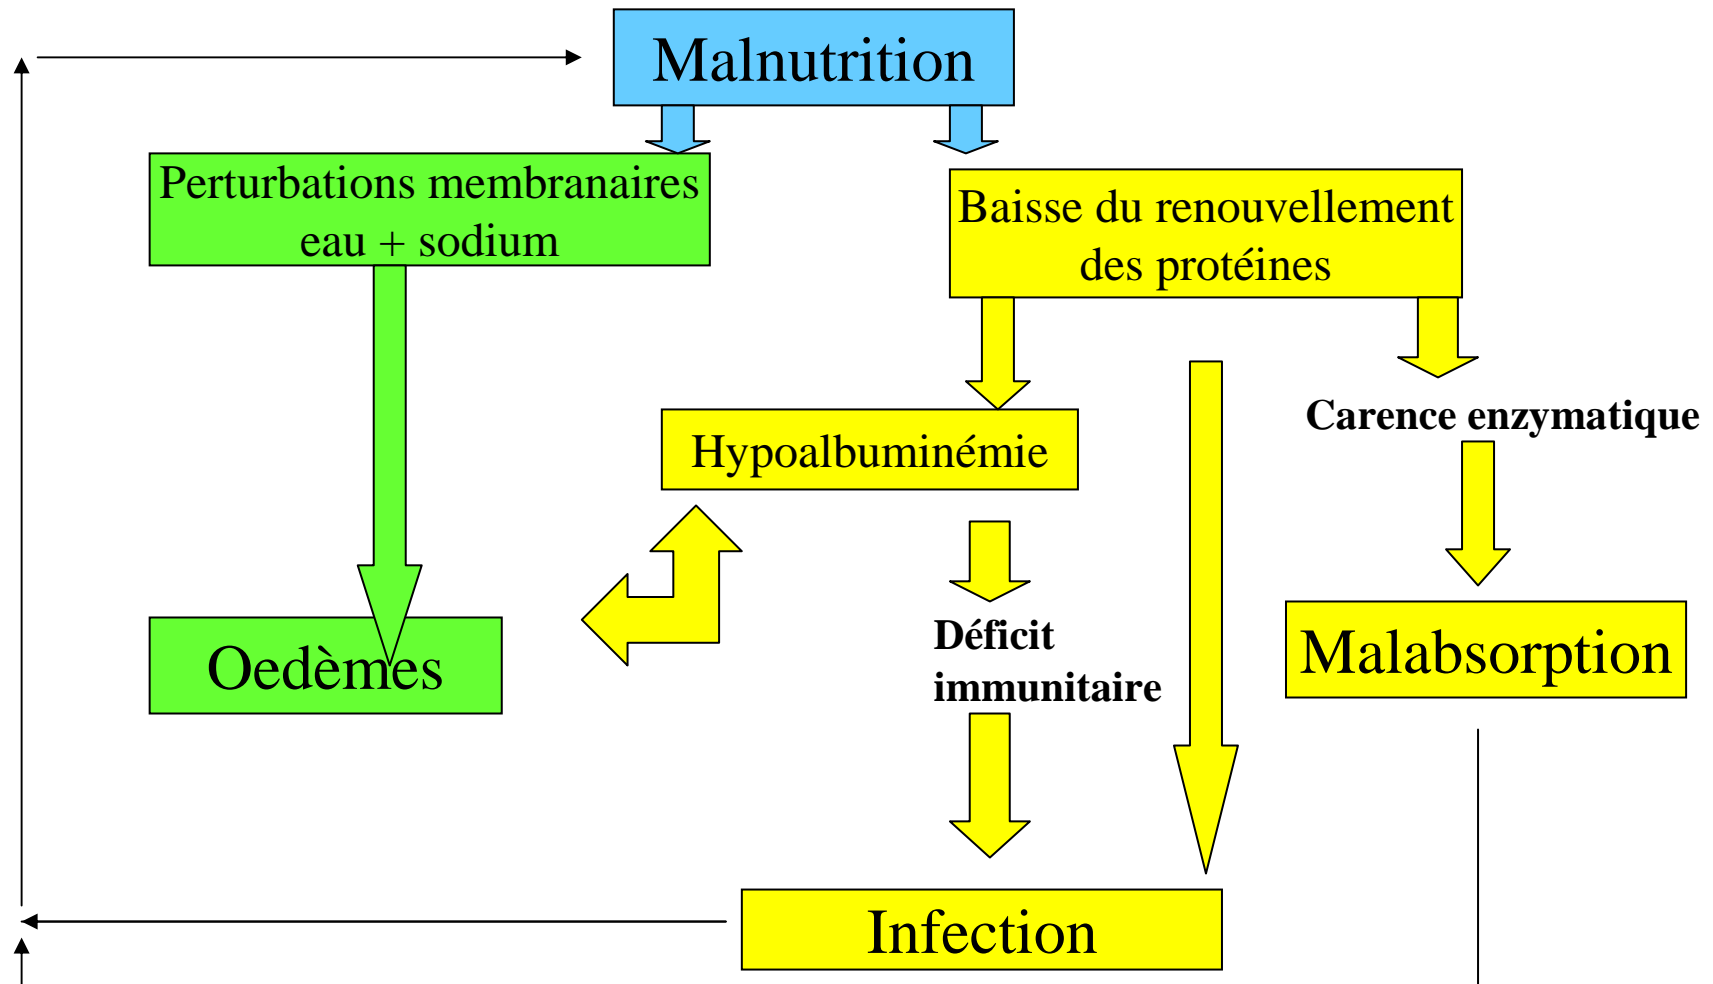 Malnutrition
Perturbations membranaires
eau + sodium
Baisse du renouvellement
des protéines
Carence enzymatique
Hypoalbuminémie
Déficit
immunitaire
Oedèmes
Malabsorption
Infection